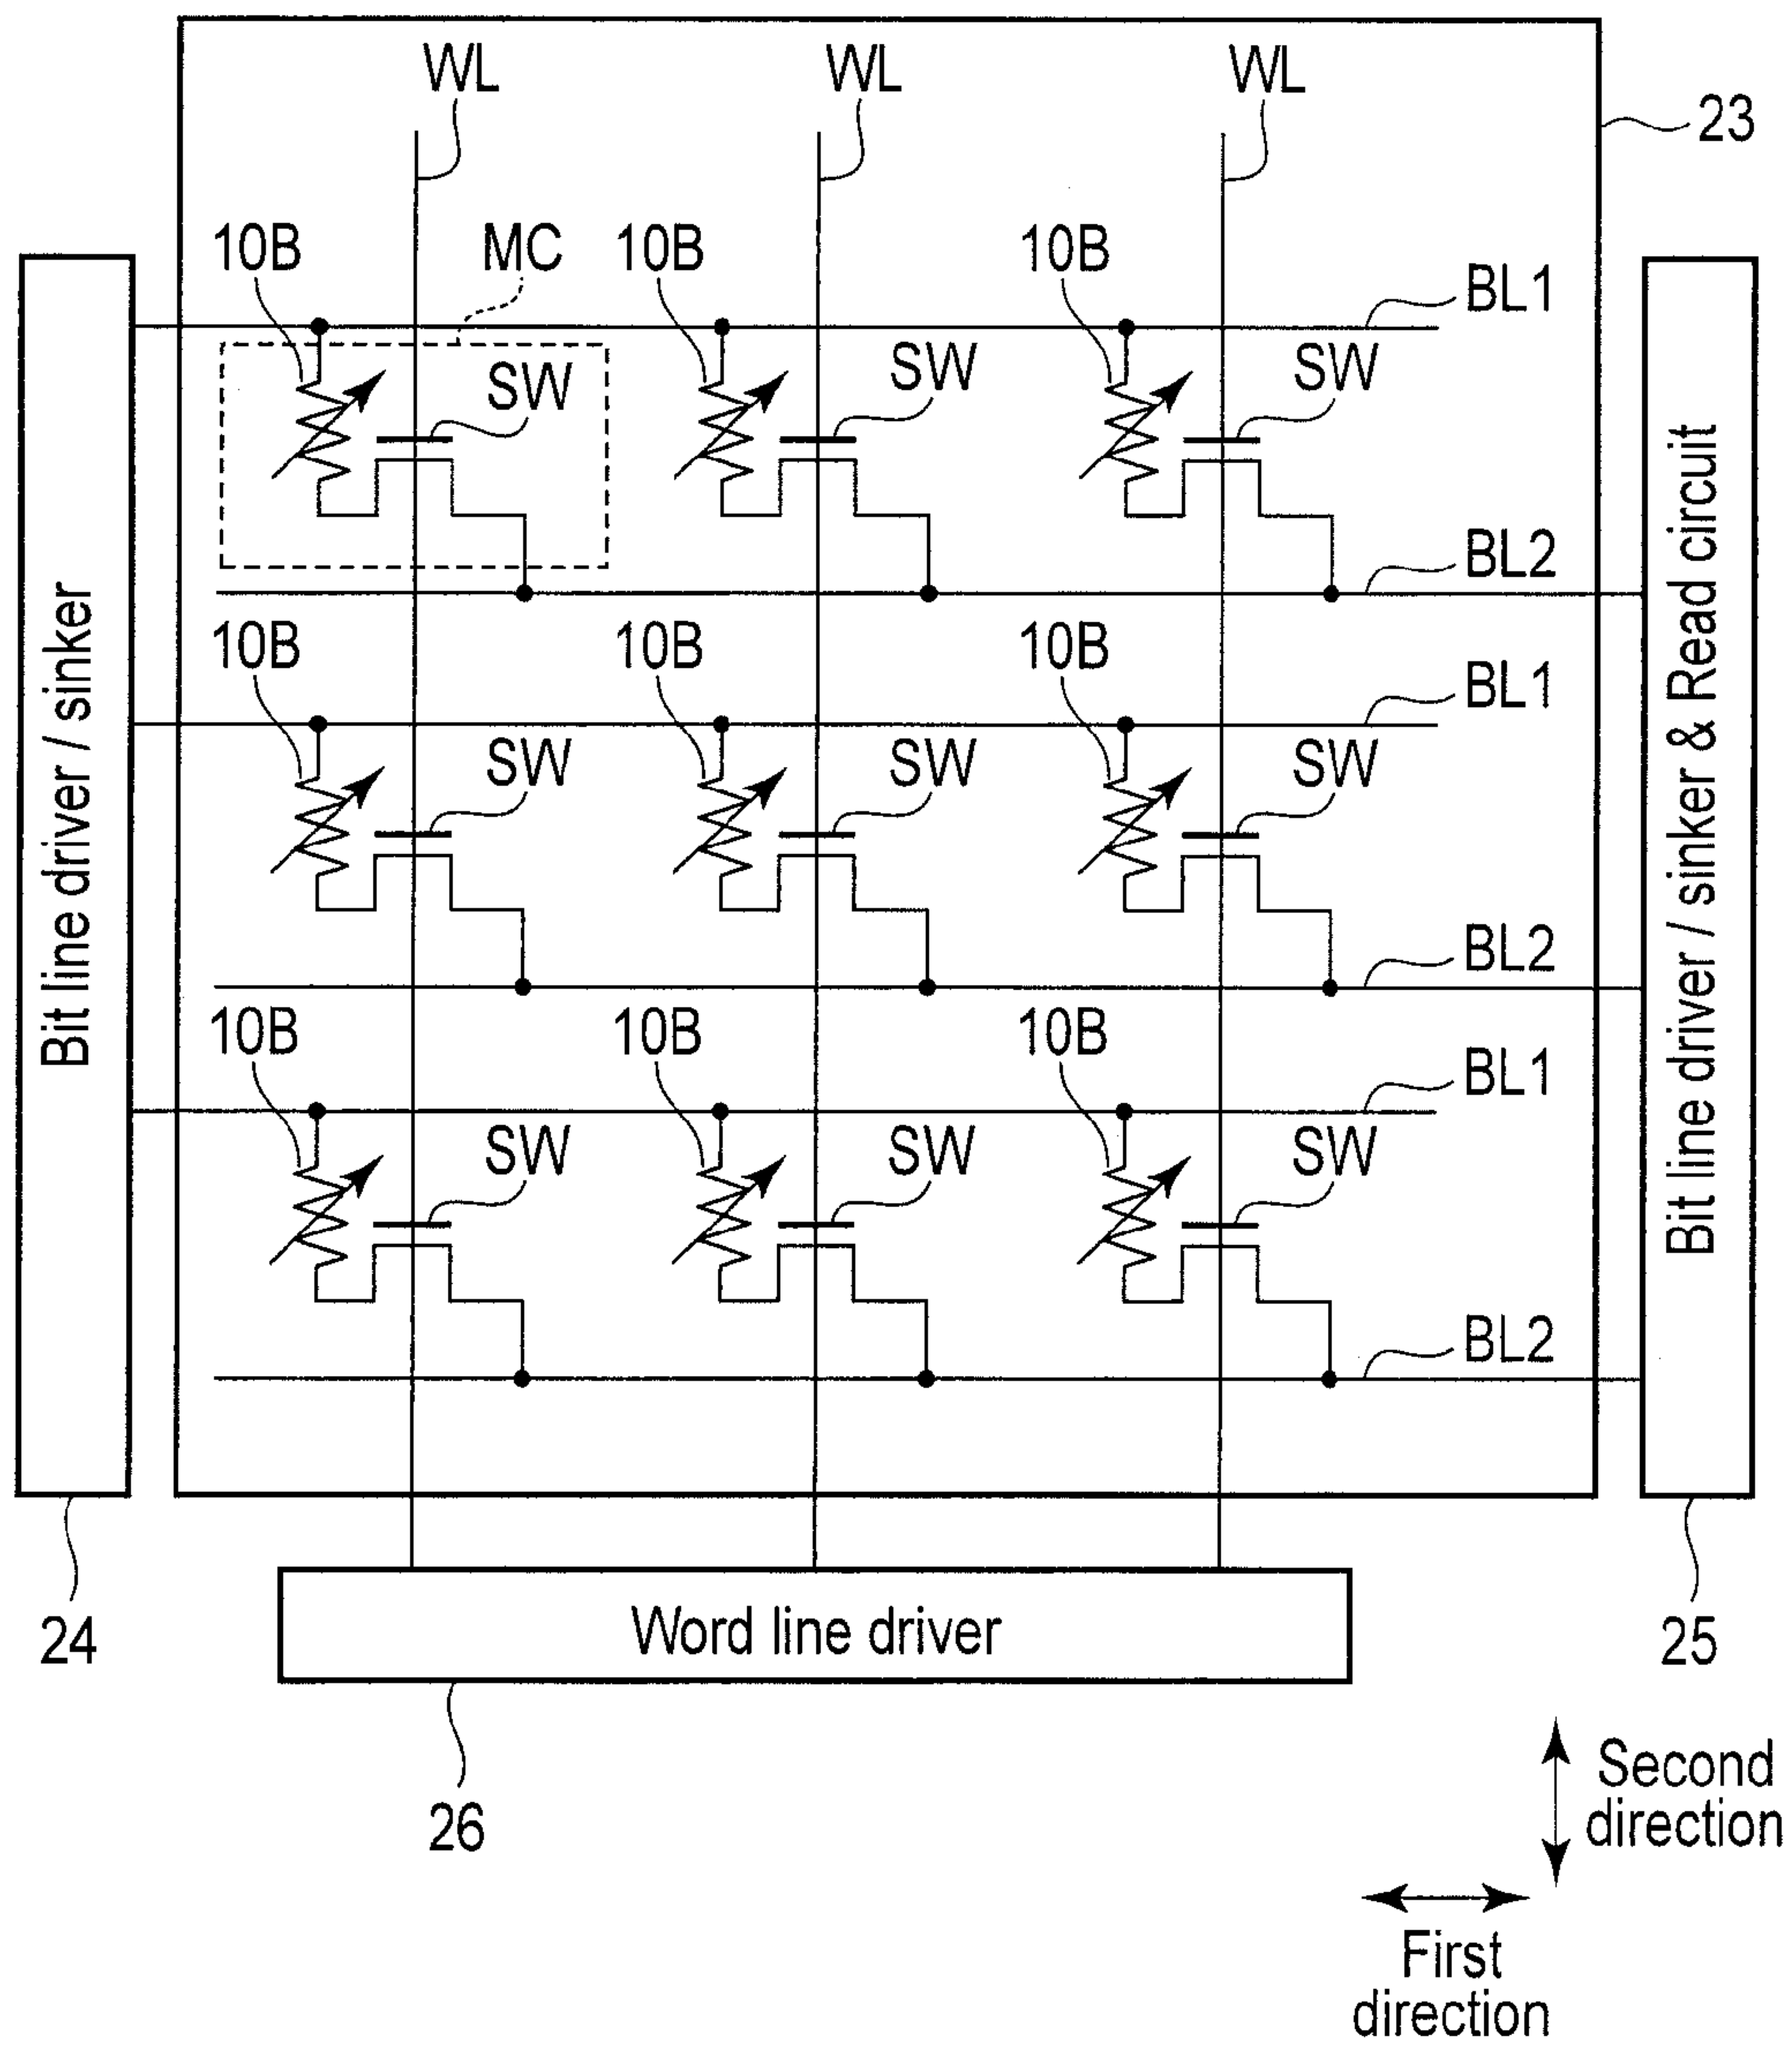 WL WL WL
23
10B MC 10B 10B
BL1
SW SW SW
BL2
10B 10B 10B
BL1
SW SW SW
BL2
10B 10B 10B
BL1
SW SW SW
BL2
Bit line driver / sinker
Bit line driver / sinker & Read circuit
24
25
Word line driver
26
Second
direction
First
direction